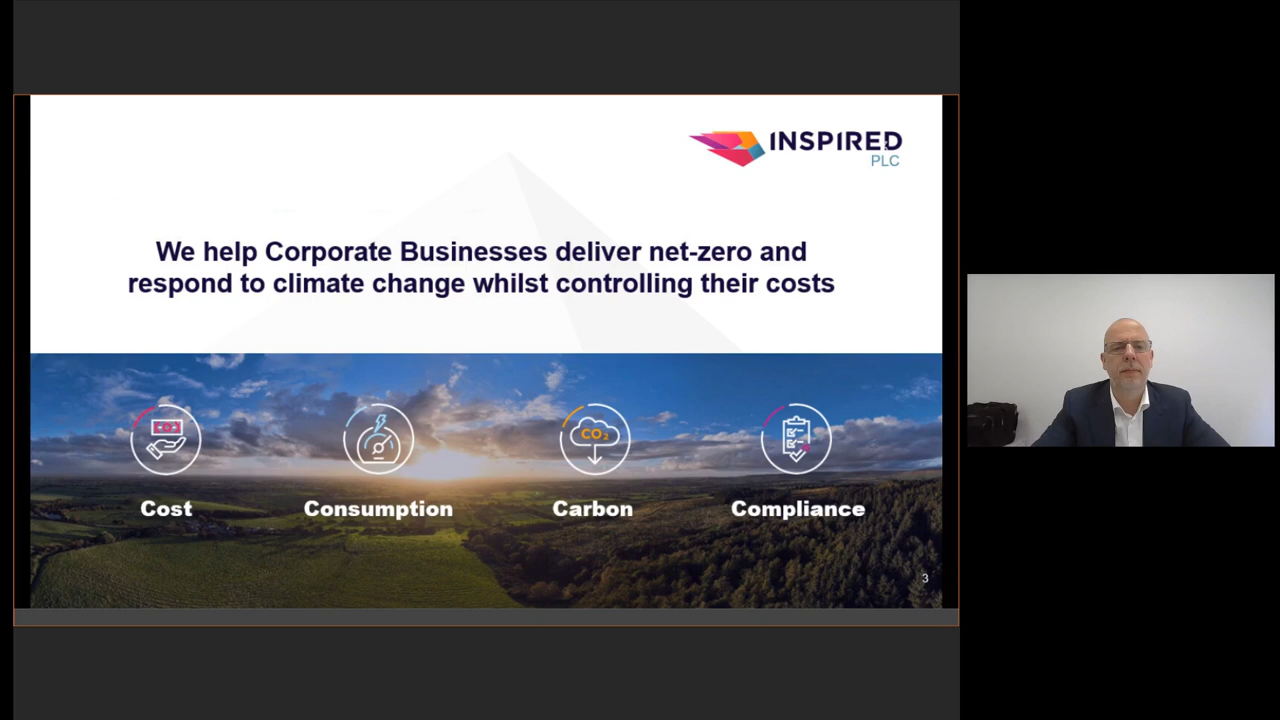 INSPIRED
PLC
We help Corporate Businesses deliver net-zero and
respond to climate change whilst controlling their costs
CO₂
Cost
Consumption
Carbon
Compliance
3